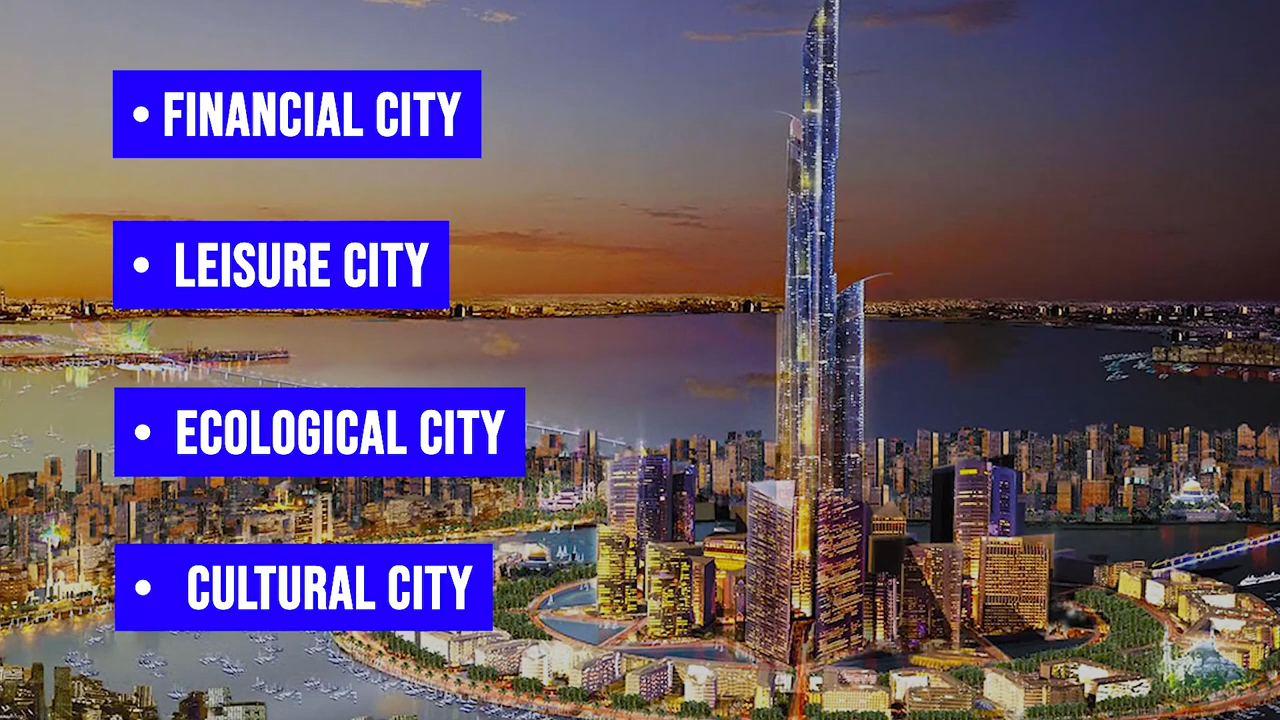 • FINANCIAL CITY
• LEISURE CITY
• ECOLOGICAL CITY
• CULTURAL CITY